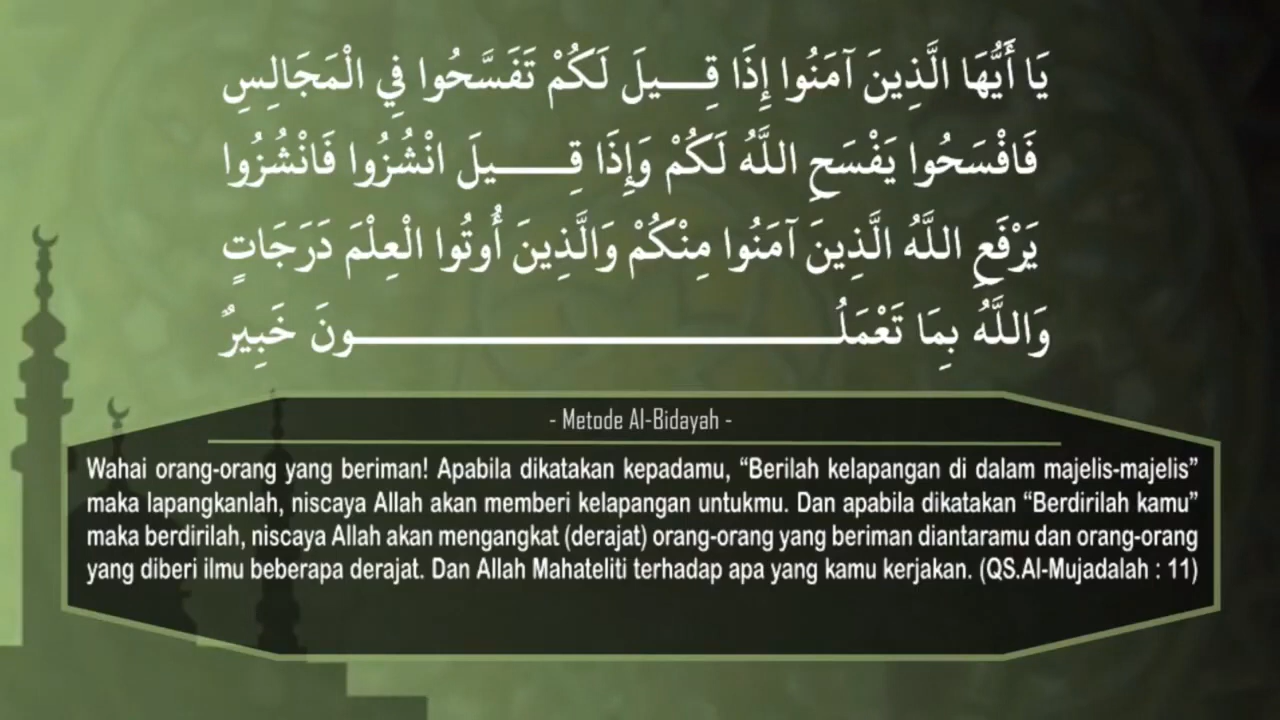 يَا أَيُّهَا الَّذِينَ آمَنُوا إِذَا قِـــيلَ لَكُمْ تَفَسَّحُوا فِي الْمَجَالِسِ
فَافْسَحُوا يَفْسَحِ اللَّهُ لَكُمْ وَإِذَا قِـــــيلَ انْشُزُوا فَانْشُزُوا
يَرْفَعِ اللَّهُ الَّذِينَ آمَنُوا مِنْكُمْ وَالَّذِينَ أُوتُوا الْعِلْمَ دَرَجَاتٍ
وَاللَّهُ بِمَا تَعْمَلُـــــــــــــــــــــــــونَ خَبِيرٌ
- Metode Al-Bidayah -
Wahai orang-orang yang beriman! Apabila dikatakan kepadamu, “Berilah kelapangan di dalam majelis-majelis”
maka lapangkanlah, niscaya Allah akan memberi kelapangan untukmu. Dan apabila dikatakan “Berdirilah kamu”
maka berdirilah, niscaya Allah akan mengangkat (derajat) orang-orang yang beriman diantaramu dan orang-orang
yang diberi ilmu beberapa derajat. Dan Allah Mahateliti terhadap apa yang kamu kerjakan. (QS.Al-Mujadalah : 11)